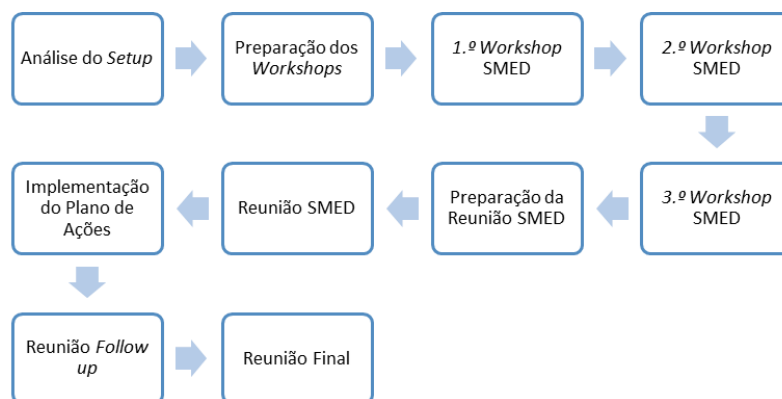 Análise do Setup
Preparação dos
Workshops
1.º Workshop
SMED
2.º Workshop
SMED
3.º Workshop
SMED
Preparação da
Reunião SMED
Reunião SMED
Implementação
do Plano de
Ações
Reunião Follow
up
Reunião Final